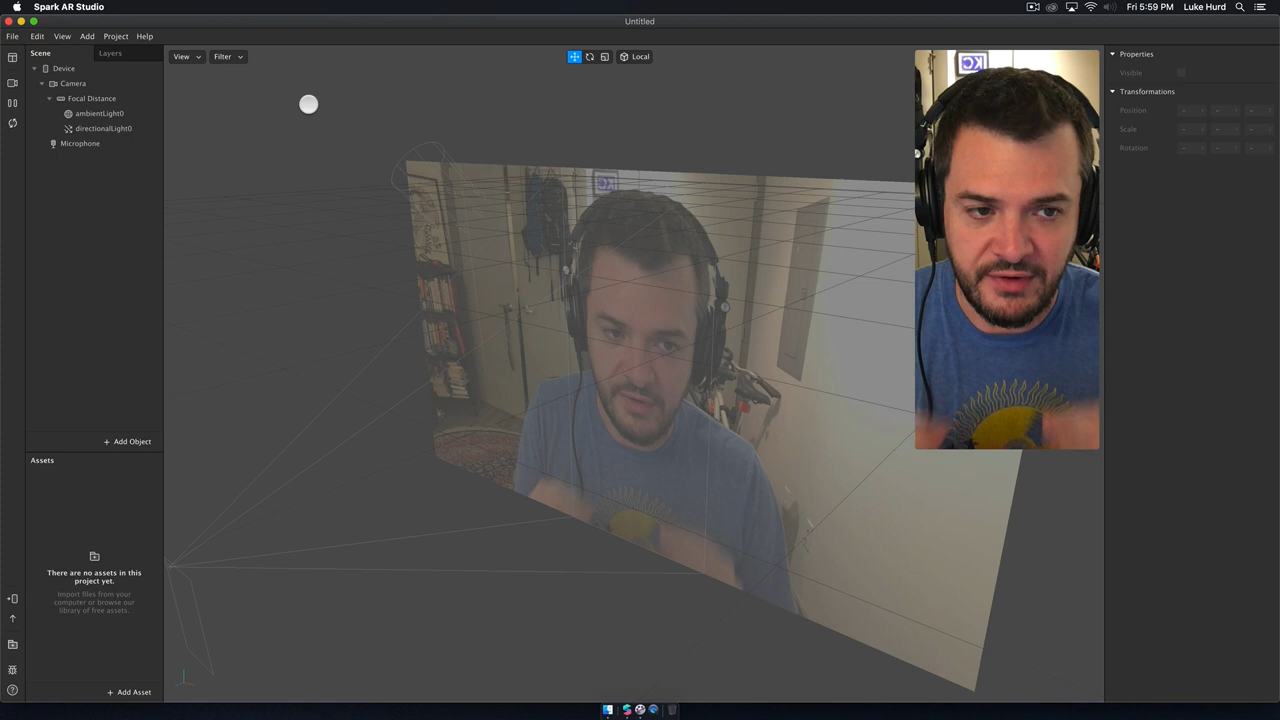 Spark AR Studio
Fri 5:59 PM Luke Hurd
Untitled
File Edit View Add Project Help
Scene Layers
Device
Camera
Focal Distance
ambientLight0
directionalLight0
Microphone
+ Add Object
Assets
There are no assets in this
project yet.
Import files from your
computer or browse our
library of free assets.
+ Add Asset
View Filter
Local
KC
KC
Properties
Visible
Transformations
Position - - -
Scale - - -
Rotation - - -